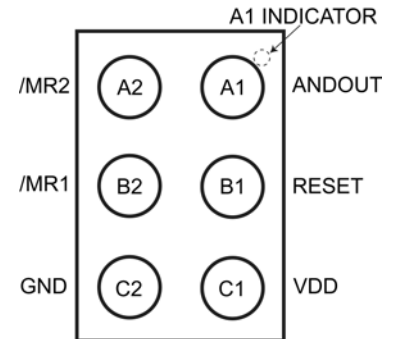 A1 INDICATOR
/MR2 A2 A1 ANDOUT
/MR1 B2 B1 RESET
GND C2 C1 VDD